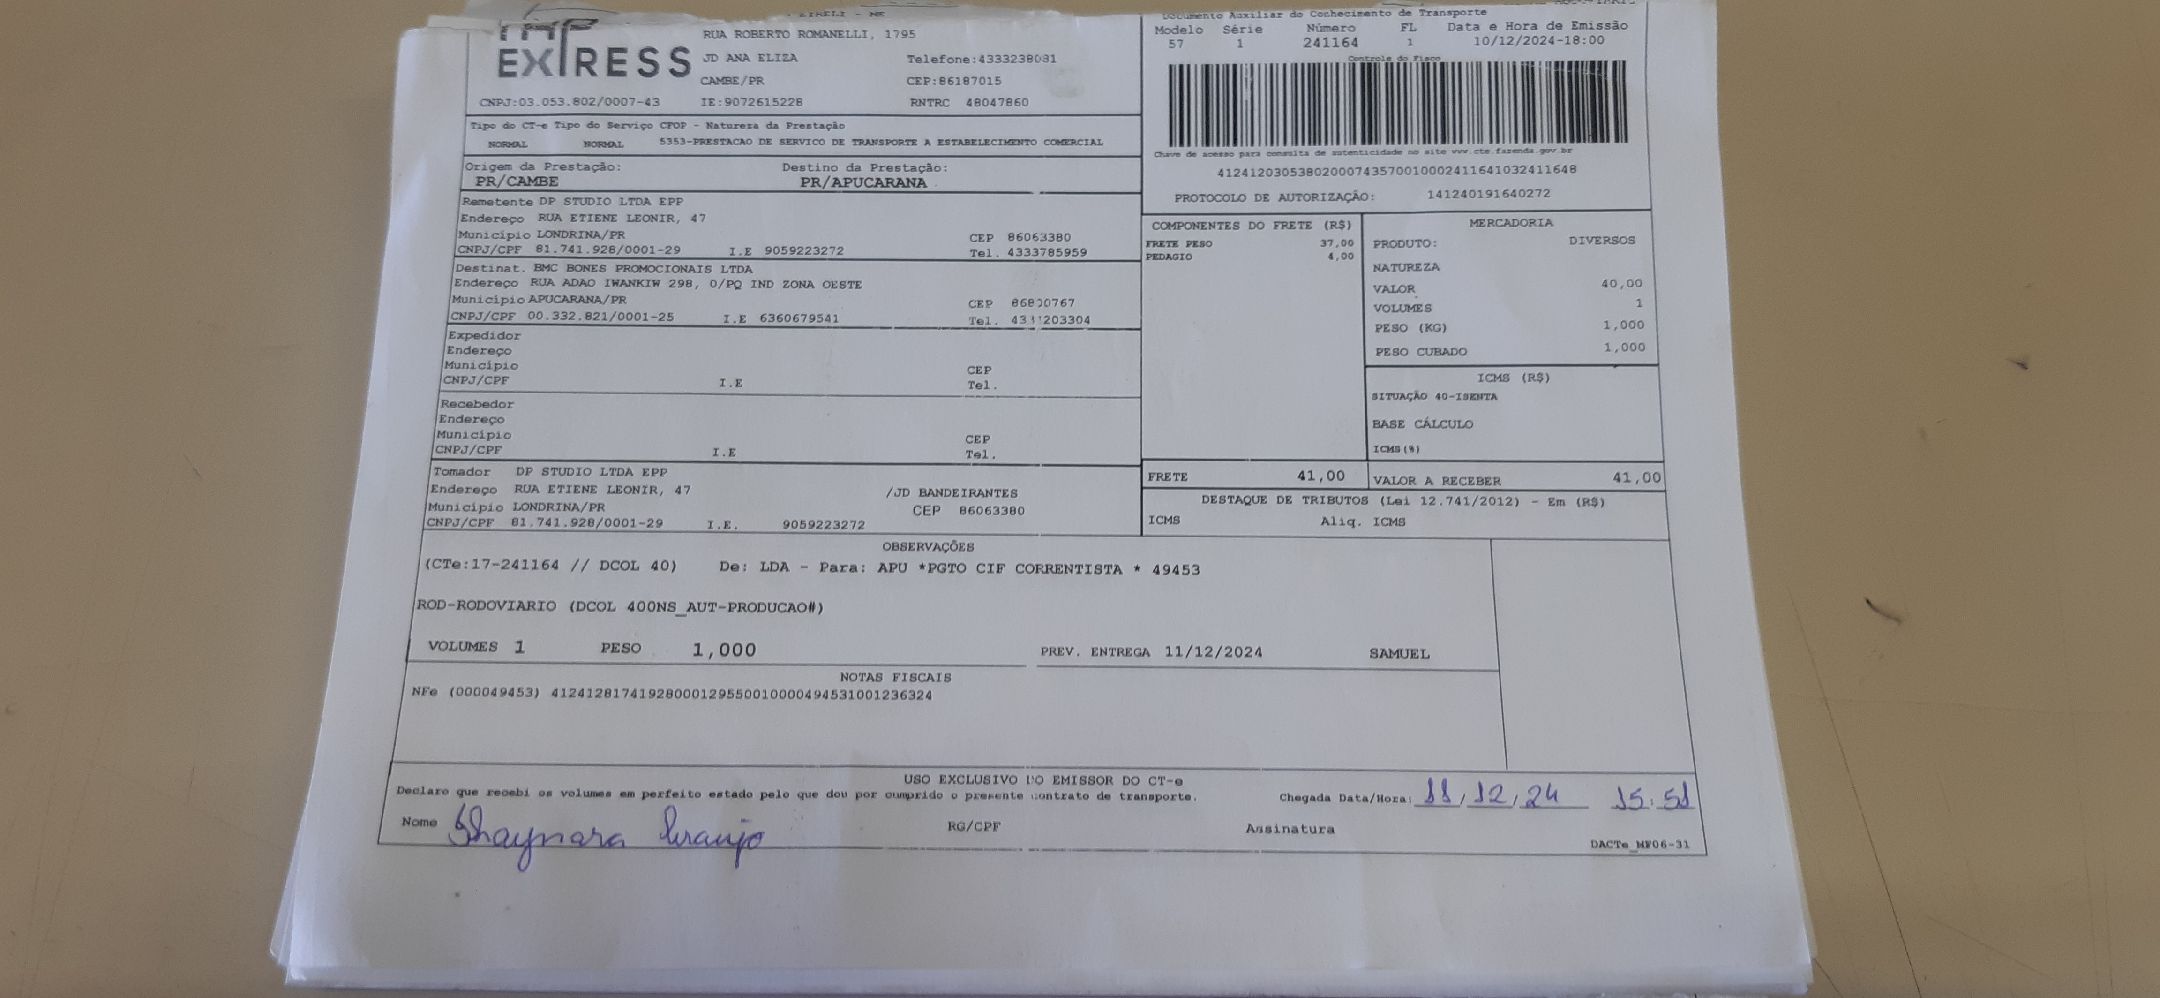 EIRELI - ME
EXPRESS
RUA ROBERTO ROMANELLI, 1795
JD ANA ELIZA Telefone:4333238081
CAMBE/PR CEP:86187015
CNPJ:03.053.802/0007-43 IE:9072615228 RNTRC 48047860
Tipo do CT-e Tipo do Serviço CFOP - Natureza da Prestação
NORMAL NORMAL 5353-PRESTACAO DE SERVICO DE TRANSPORTE A ESTABELECIMENTO COMERCIAL
Origem da Prestação: Destino da Prestação:
PR/CAMBE PR/APUCARANA
Remetente DP STUDIO LTDA EPP
Endereço RUA ETIENE LEONIR, 47
Município LONDRINA/PR CEP 86063380
CNPJ/CPF 81.741.928/0001-29 I.E 9059223272 Tel. 4333785959
Destinat. BMC BONES PROMOCIONAIS LTDA
Endereço RUA ADAO IWANKIW 298, 0/PQ IND ZONA OESTE
Município APUCARANA/PR CEP 86800767
CNPJ/CPF 00.332.821/0001-25 I.E 6360679541 Tel.
Expedidor
Endereço
Município CEP
CNPJ/CPF I.E Tel.
Recebedor
Endereço
Município CEP
CNPJ/CPF I.E Tel.
Tomador DP STUDIO LTDA EPP
Endereço RUA ETIENE LEONIR, 47 /JD BANDEIRANTES
Município LONDRINA/PR CEP 86063380
CNPJ/CPF 81.741.928/0001-29 I.E. 9059223272
Documento Auxiliar do Conhecimento de Transporte
Modelo Série Número FL Data e Hora de Emissão
57 1 241164 1 10/12/2024-18:00
Controle do Fisco
Chave de acesso para consulta de autenticidade no site www.cte.fazenda.gov.br
41241203053802000743570010002411641032411648
PROTOCOLO DE AUTORIZAÇÃO: 141240191640272
COMPONENTES DO FRETE (R$)
FRETE PESO 37,00
PEDAGIO 4,00
MERCADORIA
PRODUTO: DIVERSOS
NATUREZA
VALOR 40,00
VOLUMES 1
PESO (KG) 1,000
PESO CUBADO 1,000
ICMS (R$)
SITUAÇÃO 40-ISENTA
BASE CÁLCULO
ICMS(%)
FRETE 41,00 VALOR A RECEBER 41,00
DESTAQUE DE TRIBUTOS (Lei 12.741/2012) - Em (R$)
ICMS Aliq. ICMS
OBSERVAÇÕES
(CTe:17-241164 // DCOL 40) De: LDA - Para: APU *PGTO CIF CORRENTISTA * 49453
ROD-RODOVIARIO (DCOL 400NS_AUT-PRODUCAO#)
VOLUMES 1 PESO 1,000 PREV. ENTREGA 11/12/2024 SAMUEL
NOTAS FISCAIS
NFe (000049453) 41241281741928000129550010000494531001236324
USO EXCLUSIVO DO EMISSOR DO CT-e
Declaro que recebi os volumes em perfeito estado pelo que dou por cumprido o presente contrato de transporte. Chegada Data/Hora: 11/12/24 15:51
Nome Shaynara Araujo RG/CPF Assinatura
DACTe_MF06-31